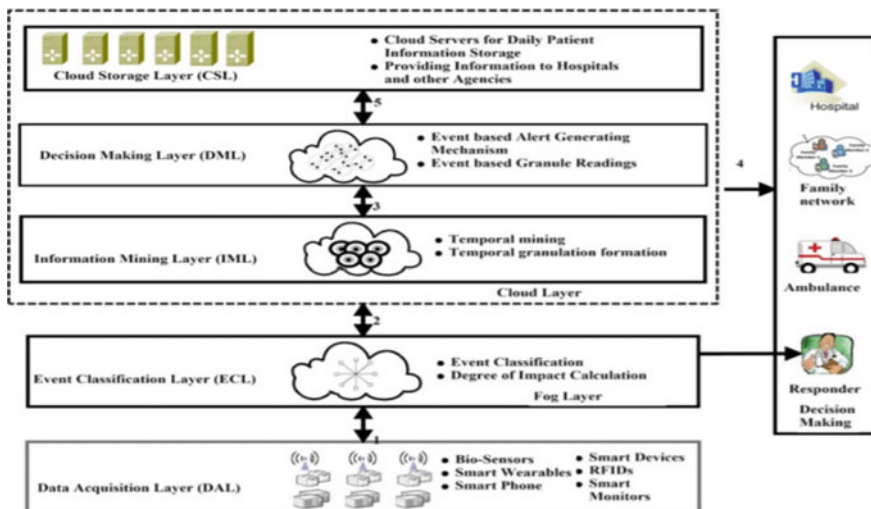 Cloud Servers for Daily Patient
Information Storage
Providing Information to Hospitals
and other Agencies
Cloud Storage Layer (CSL)
5
Decision Making Layer (DML)
Event based Alert Generating
Mechanism
Event based Granule Readings
3
Information Mining Layer (IML)
Temporal mining
Temporal granulation formation
Cloud Layer
2
Event Classification Layer (ECL)
Event Classification
Degree of Impact Calculation
Fog Layer
1
Data Acquisition Layer (DAL)
Bio-Sensors
Smart Wearables
Smart Phone
Smart Devices
RFIDs
Smart
Monitors
4
Hospital
Family
network
Ambulance
Responder
Decision
Making